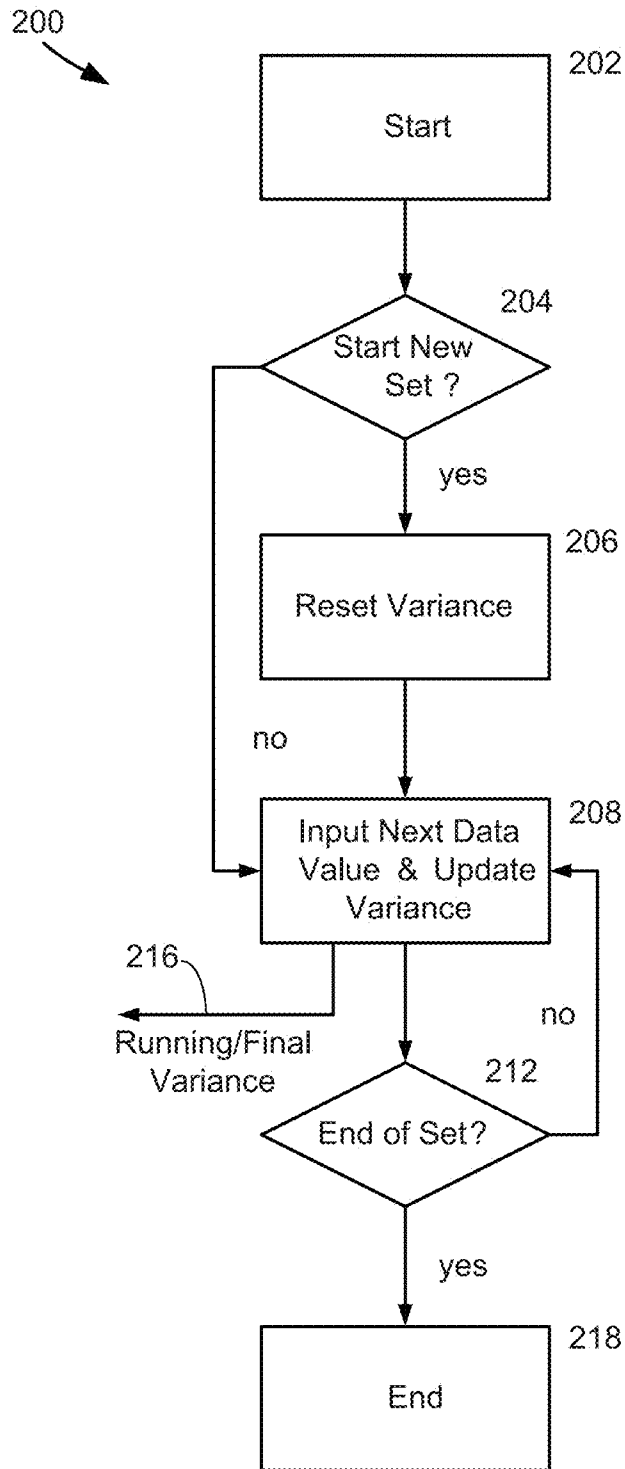 200
202
Start
204
Start New
Set ?
yes
206
Reset Variance
no
208
Input Next Data
Value & Update
Variance
216
no
Running/Final
Variance
212
End of Set?
yes
218
End